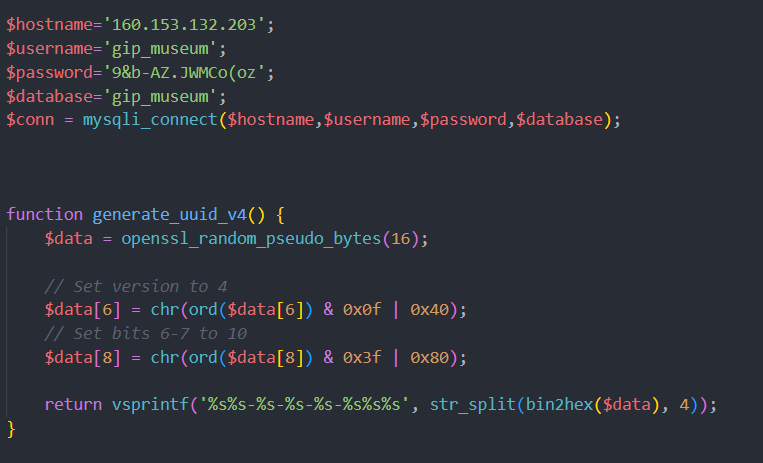 $hostname='160.153.132.203';
$username='gip_museum';
$password='9&b-AZ.JWMCo(oz';
$database='gip_museum';
$conn = mysqli_connect($hostname,$username,$password,$database);
function generate_uuid_v4() {
$data = openssl_random_pseudo_bytes(16);
// Set version to 4
$data[6] = chr(ord($data[6]) & 0x0f | 0x40);
// Set bits 6-7 to 10
$data[8] = chr(ord($data[8]) & 0x3f | 0x80);
return vsprintf('%s%s-%s-%s-%s-%s%s%s', str_split(bin2hex($data), 4));
}